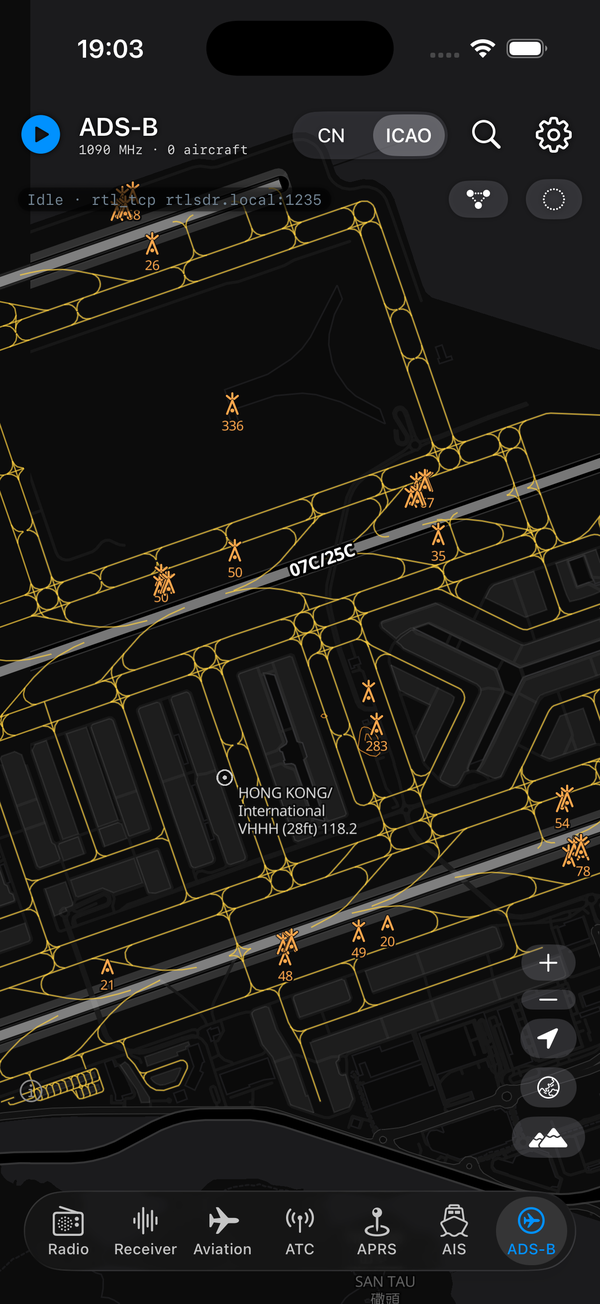 19:03
ADS-B
1090 MHz · 0 aircraft
CN
ICAO
Idle · rtl_tcp rtlsdr.local:1235
26
336
35
50
50
07C/25C
283
HONG KONG/
International
VHHH (28ft) 118.2
54
78
20
49
48
21
Radio
Receiver
Aviation
ATC
APRS
AIS
ADS-B
SAN TAU
磡頭